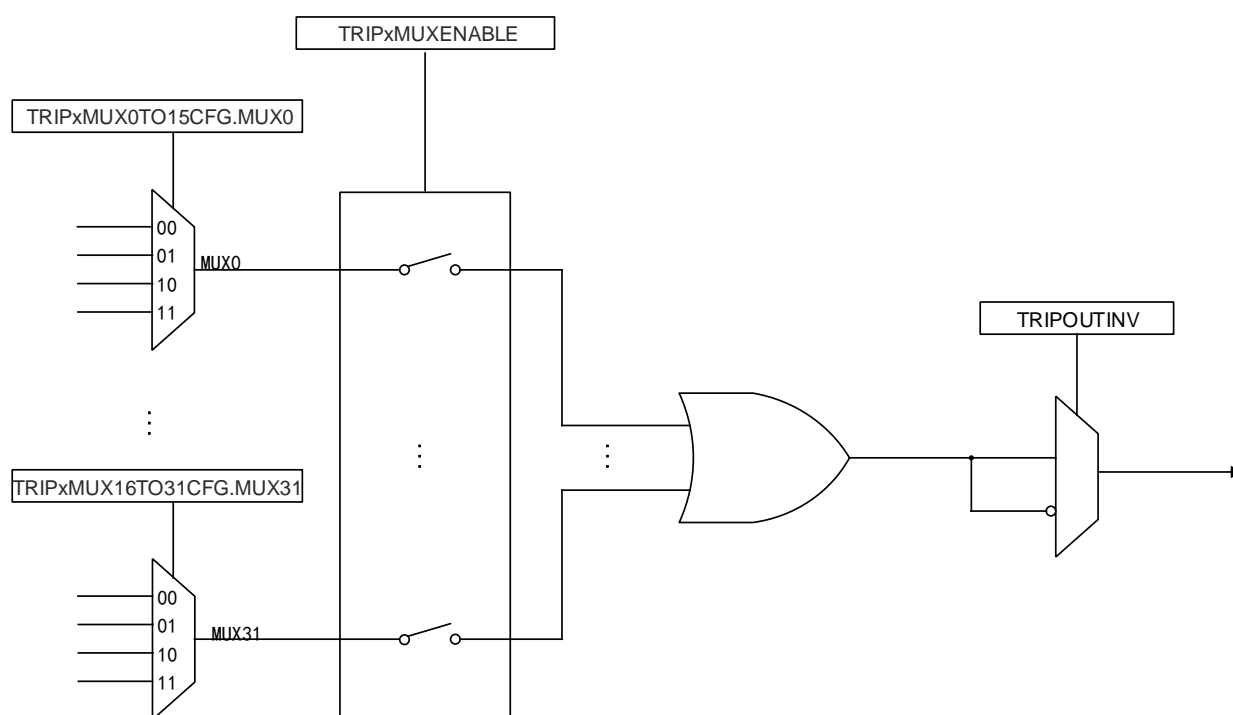 TRIPxMUXENABLE
TRIPxMUX0TO15CFG.MUX0
00
01
10
11
MUX0
TRIPOUTINV
TRIPxMUX16TO31CFG.MUX31
00
01
10
11
MUX31